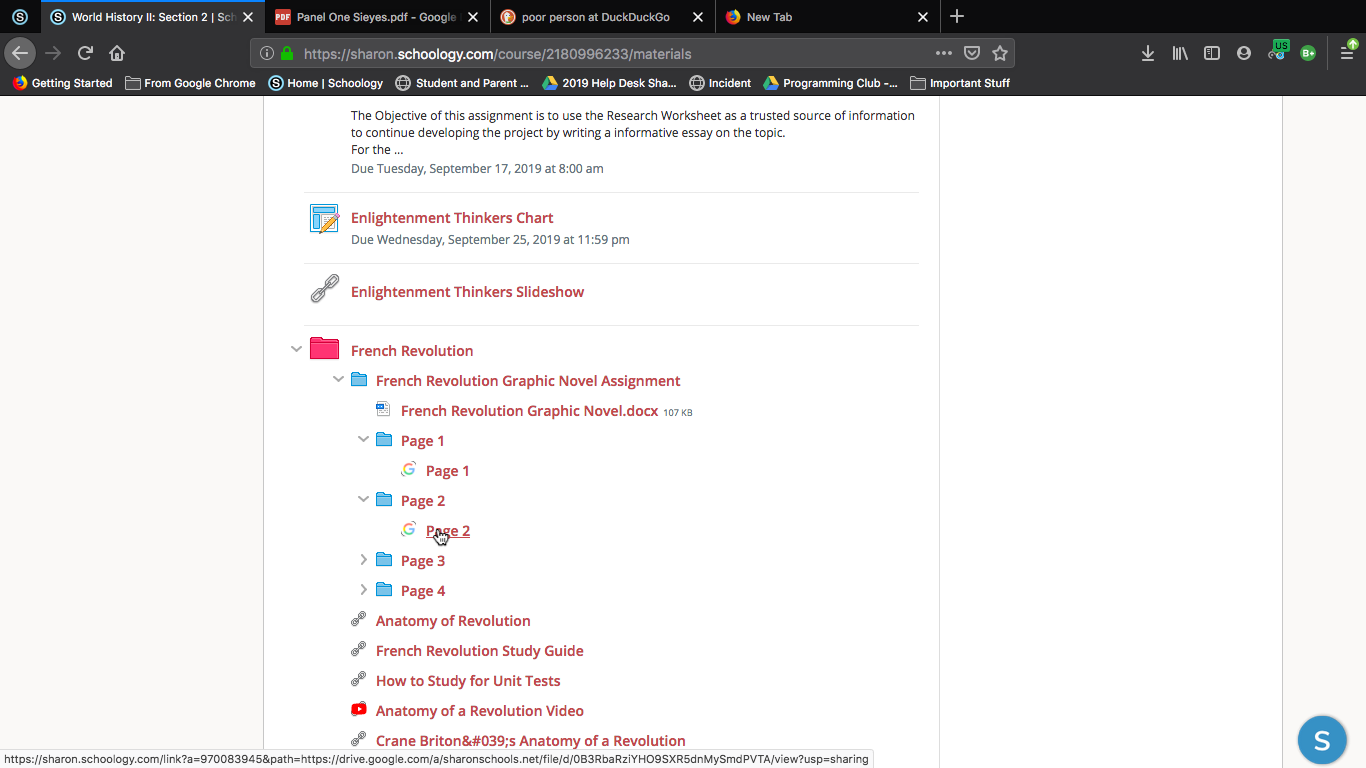 World History II: Section 2 | Sch
Panel One Sieyes.pdf - Google
poor person at DuckDuckGo
New Tab
https://sharon.schoology.com/course/2180996233/materials
US
B+
Getting Started
From Google Chrome
Home | Schoology
Student and Parent ...
2019 Help Desk Sha...
Incident
Programming Club -...
Important Stuff
The Objective of this assignment is to use the Research Worksheet as a trusted source of information
to continue developing the project by writing a informative essay on the topic.
For the ...
Due Tuesday, September 17, 2019 at 8:00 am
Enlightenment Thinkers Chart
Due Wednesday, September 25, 2019 at 11:59 pm
Enlightenment Thinkers Slideshow
French Revolution
French Revolution Graphic Novel Assignment
French Revolution Graphic Novel.docx 107 KB
Page 1
Page 1
Page 2
Page 2
Page 3
Page 4
Anatomy of Revolution
French Revolution Study Guide
How to Study for Unit Tests
Anatomy of a Revolution Video
Crane Briton&#039;s Anatomy of a Revolution
S
https://sharon.schoology.com/link?a=970083945&path=https://drive.google.com/a/sharonschools.net/file/d/0B3RbaRziYHO9SXR5dnMySmdPVTA/view?usp=sharing